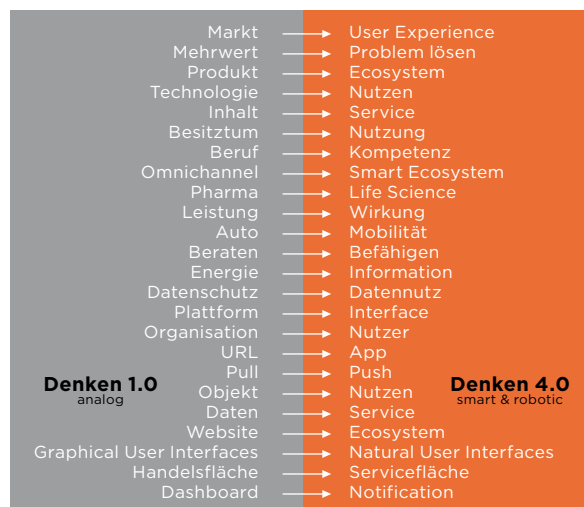 Markt → User Experience
Mehrwert → Problem lösen
Produkt → Ecosystem
Technologie → Nutzen
Inhalt → Service
Besitztum → Nutzung
Beruf → Kompetenz
Omnichannel → Smart Ecosystem
Pharma → Life Science
Leistung → Wirkung
Auto → Mobilität
Beraten → Befähigen
Energie → Information
Datenschutz → Datennutz
Plattform → Interface
Organisation → Nutzer
URL → App
Pull → Push
Objekt → Nutzen
Daten → Service
Website → Ecosystem
Graphical User Interfaces → Natural User Interfaces
Handelsfläche → Servicefläche
Dashboard → Notification
Denken 1.0
analog
Denken 4.0
smart & robotic